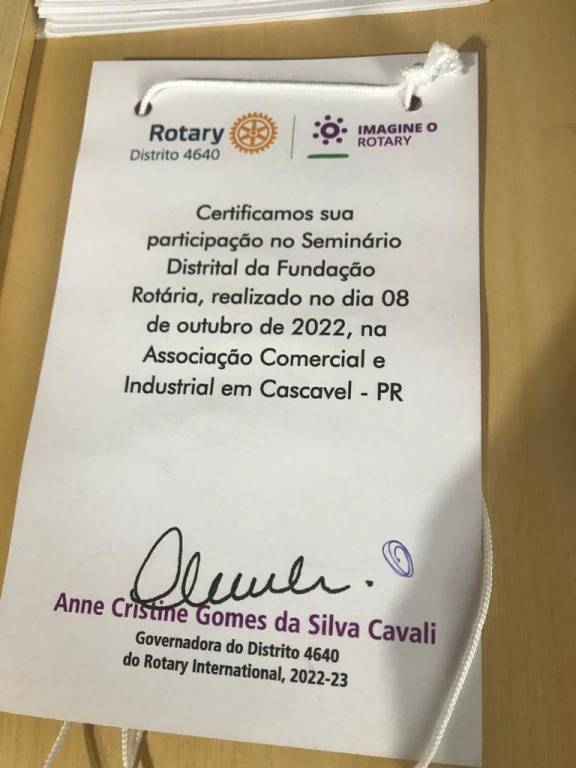 Rotary
Distrito 4640
IMAGINE O
ROTARY
Certificamos sua
participação no Seminário
Distrital da Fundação
Rotária, realizado no dia 08
de outubro de 2022, na
Associação Comercial e
Industrial em Cascavel - PR
Anne Cristine Gomes da Silva Cavali
Governadora do Distrito 4640
do Rotary International, 2022-23